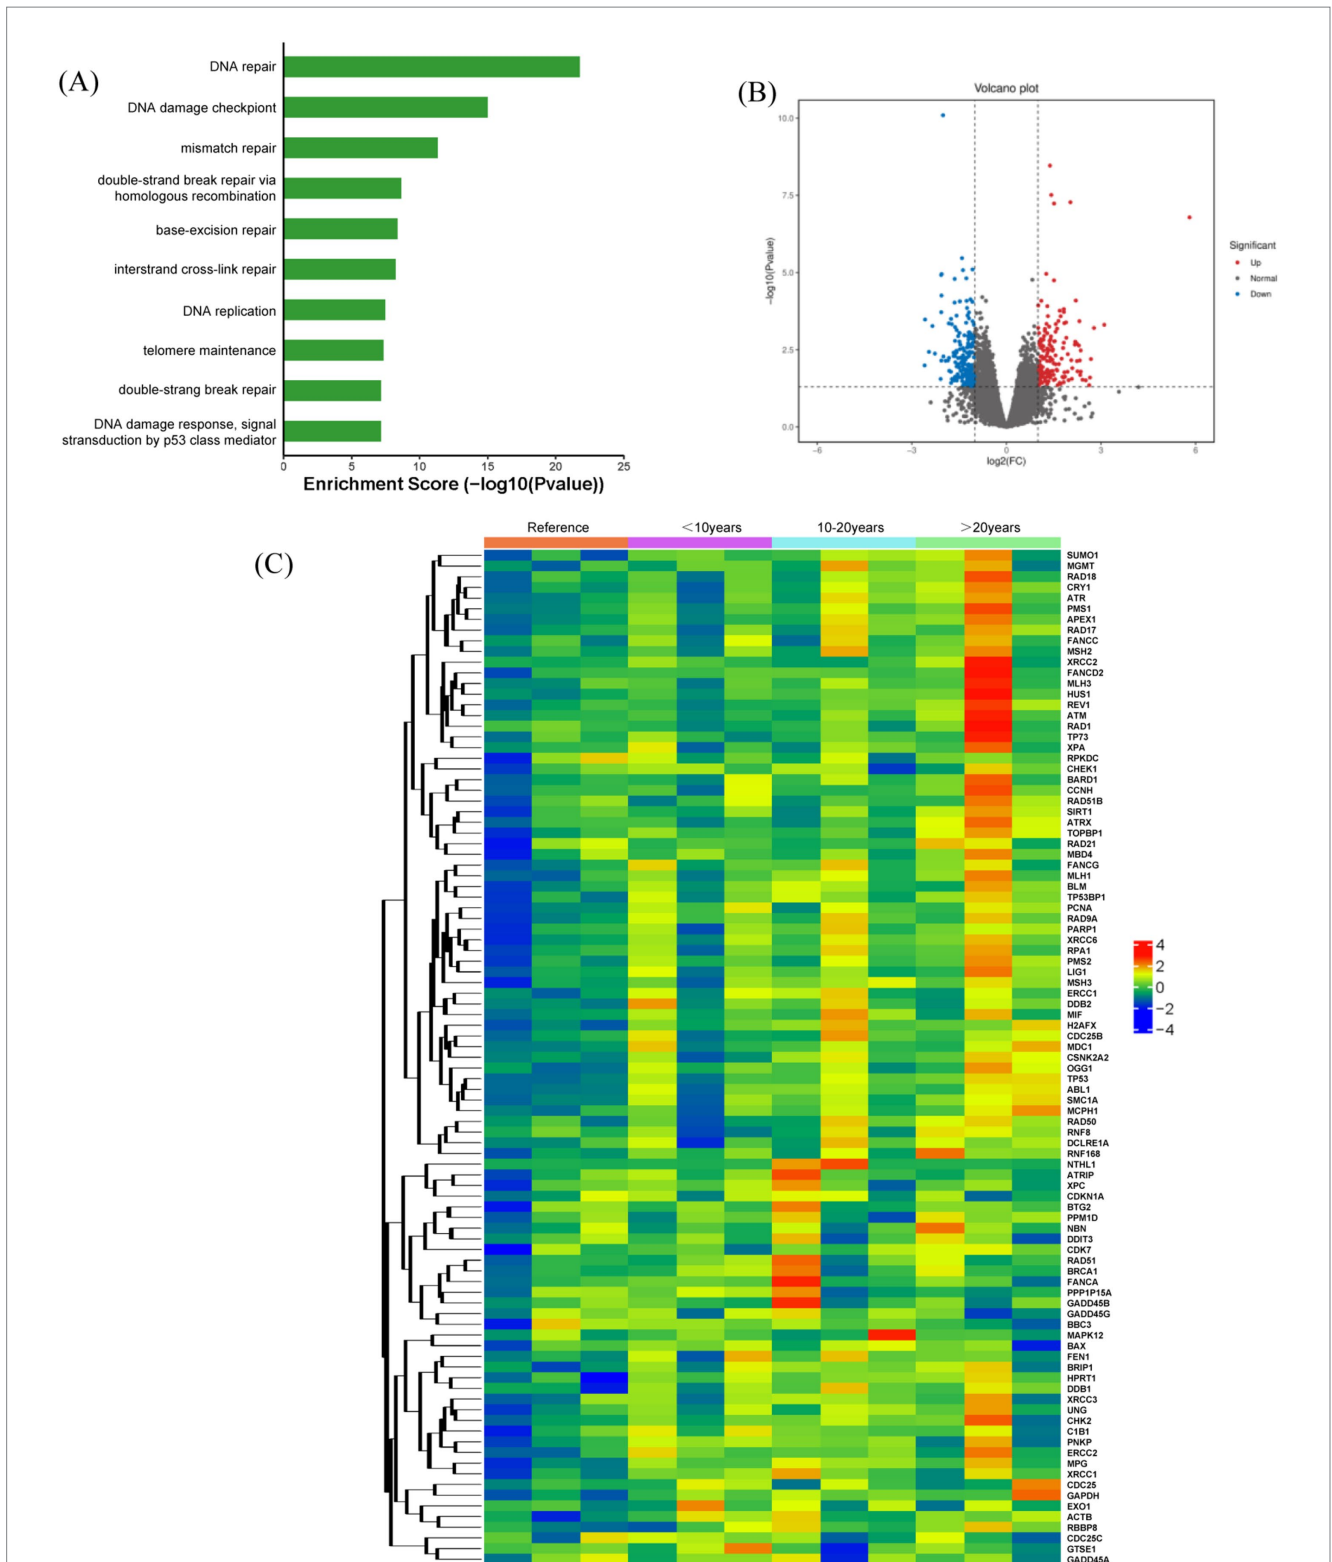 (A)
DNA repair
DNA damage checkpiont
mismatch repair
double-strand break repair via
homologous recombination
base-excision repair
interstrand cross-link repair
DNA replication
telomere maintenance
double-strang break repair
DNA damage response, signal
stransduction by p53 class mediator
0 5 10 15 20 25
Enrichment Score (−log10(Pvalue))
(B)
Volcano plot
−log10(Pvalue)
10.0
7.5
5.0
2.5
0.0
−6 −3 0 3 6
log2(FC)
Significant
Up
Normal
Down
(C)
Reference <10years 10-20years >20years
SUMO1
MGMT
RAD18
CRY1
ATR
PMS1
APEX1
RAD17
FANCC
MSH2
XRCC2
FANCD2
MLH3
HUS1
REV1
ATM
RAD1
TP73
XPA
RPKDC
CHEK1
BARD1
CCNH
RAD51B
SIRT1
ATRX
TOPBP1
RAD21
MBD4
FANCG
MLH1
BLM
TP53BP1
PCNA
RAD9A
PARP1
XRCC6
RPA1
PMS2
LIG1
MSH3
ERCC1
DDB2
MIF
H2AFX
CDC25B
MDC1
CSNK2A2
OGG1
TP53
ABL1
SMC1A
MCPH1
RAD50
RNF8
DCLRE1A
RNF168
NTHL1
ATRIP
XPC
CDKN1A
BTG2
PPM1D
NBN
DDIT3
CDK7
RAD51
BRCA1
FANCA
PPP1P15A
GADD45B
GADD45G
BBC3
MAPK12
BAX
FEN1
BRIP1
HPRT1
DDB1
XRCC3
UNG
CHK2
C1B1
PNKP
ERCC2
MPG
XRCC1
CDC25
GAPDH
EXO1
ACTB
RBBP8
CDC25C
GTSE1
GADD45A
4
2
0
−2
−4